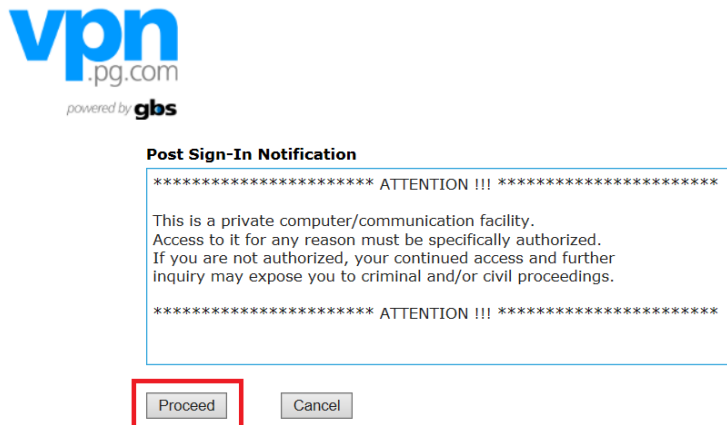 vpn
.pg.com
powered by gbs
Post Sign-In Notification
*********************** ATTENTION !!! ***********************
This is a private computer/communication facility.
Access to it for any reason must be specifically authorized.
If you are not authorized, your continued access and further
inquiry may expose you to criminal and/or civil proceedings.
*********************** ATTENTION !!! ***********************
Proceed Cancel